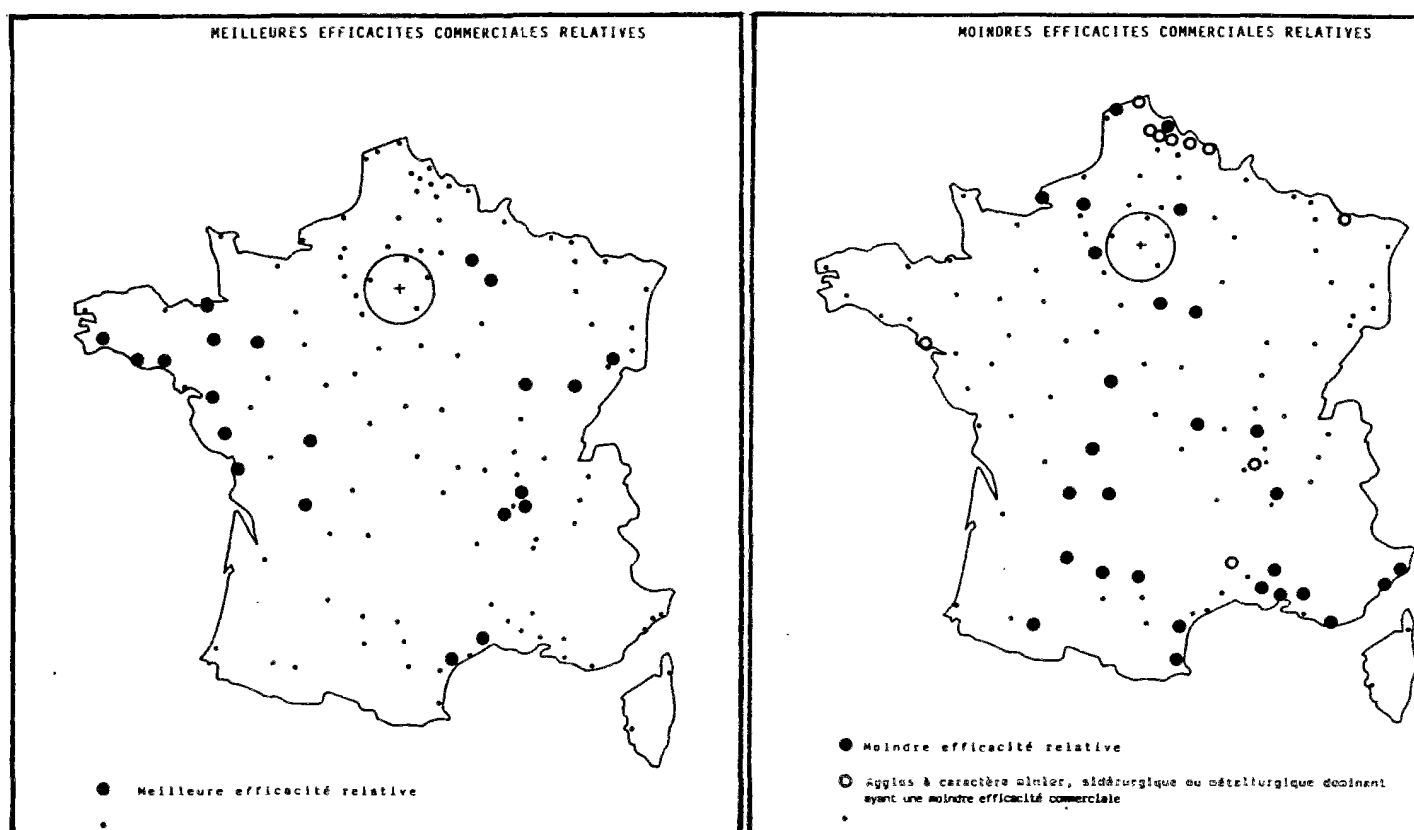 MEILLEURES EFFICACITES COMMERCIALES RELATIVES
Meilleure efficacité relative
MOINDRES EFFICACITES COMMERCIALES RELATIVES
Moindre efficacité relative
Agglos à caractère minier, sidérurgique ou métallurgique dominant
ayant une moindre efficacité commerciale